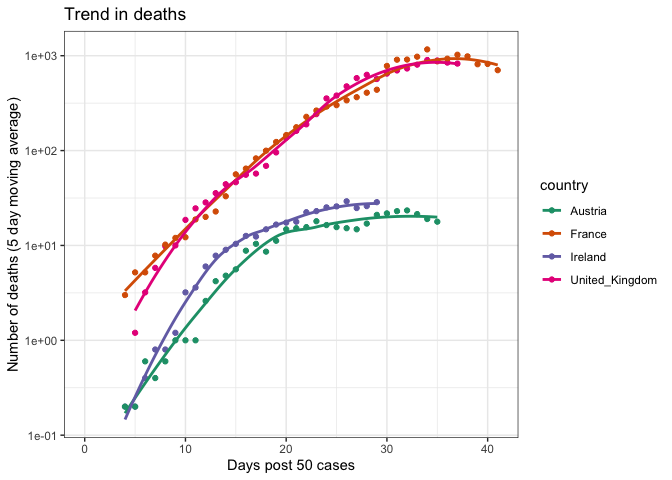 Trend in deaths
Number of deaths (5 day moving average)
1e+03
1e+02
1e+01
1e+00
1e-01
0 10 20 30 40
Days post 50 cases
country
Austria
France
Ireland
United_Kingdom